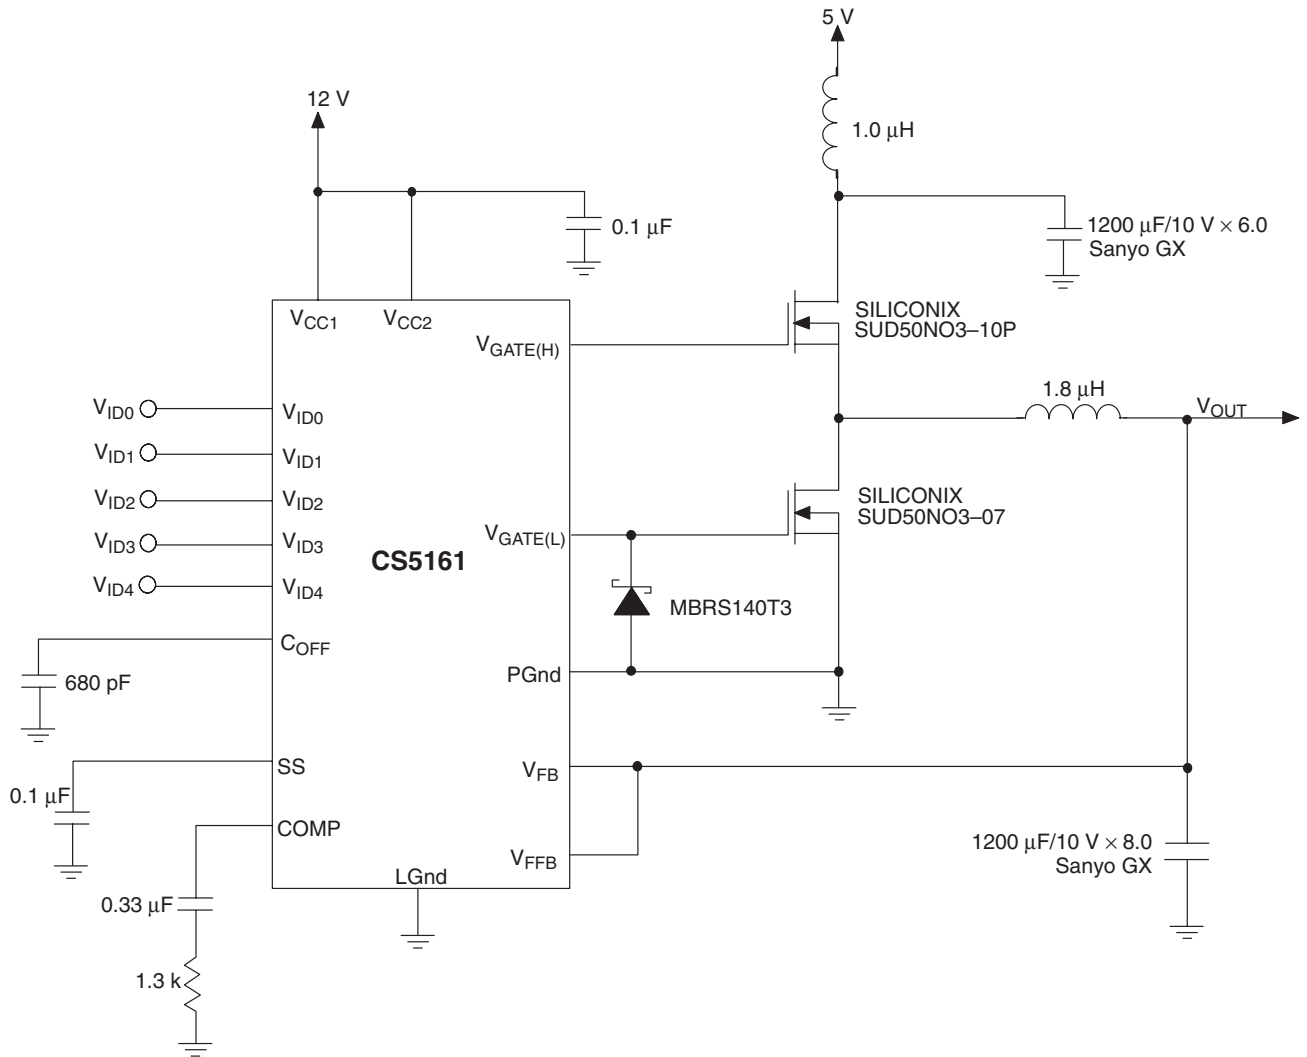 5 V
12 V
1.0 μH
0.1 μF
1200 μF/10 V × 6.0
Sanyo GX
VCC1
VCC2
SILICONIX
SUD50NO3–10P
VGATE(H)
1.8 μH
VID0
VID0
VOUT
VID1
VID1
VID2
VID2
SILICONIX
SUD50NO3–07
VID3
VID3
VGATE(L)
CS5161
VID4
VID4
MBRS140T3
COFF
680 pF
PGnd
SS
VFB
0.1 μF
COMP
1200 μF/10 V × 8.0
Sanyo GX
VFFB
LGnd
0.33 μF
1.3 k